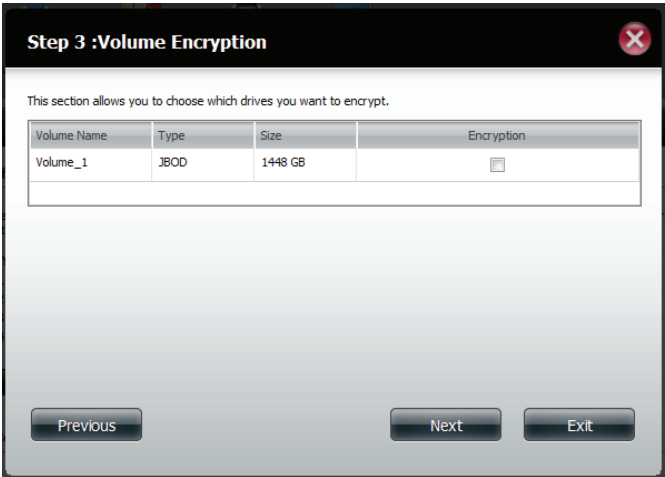 Step 3 :Volume Encryption
This section allows you to choose which drives you want to encrypt.
Volume Name Type Size Encryption
Volume_1 JBOD 1448 GB
Previous Next Exit